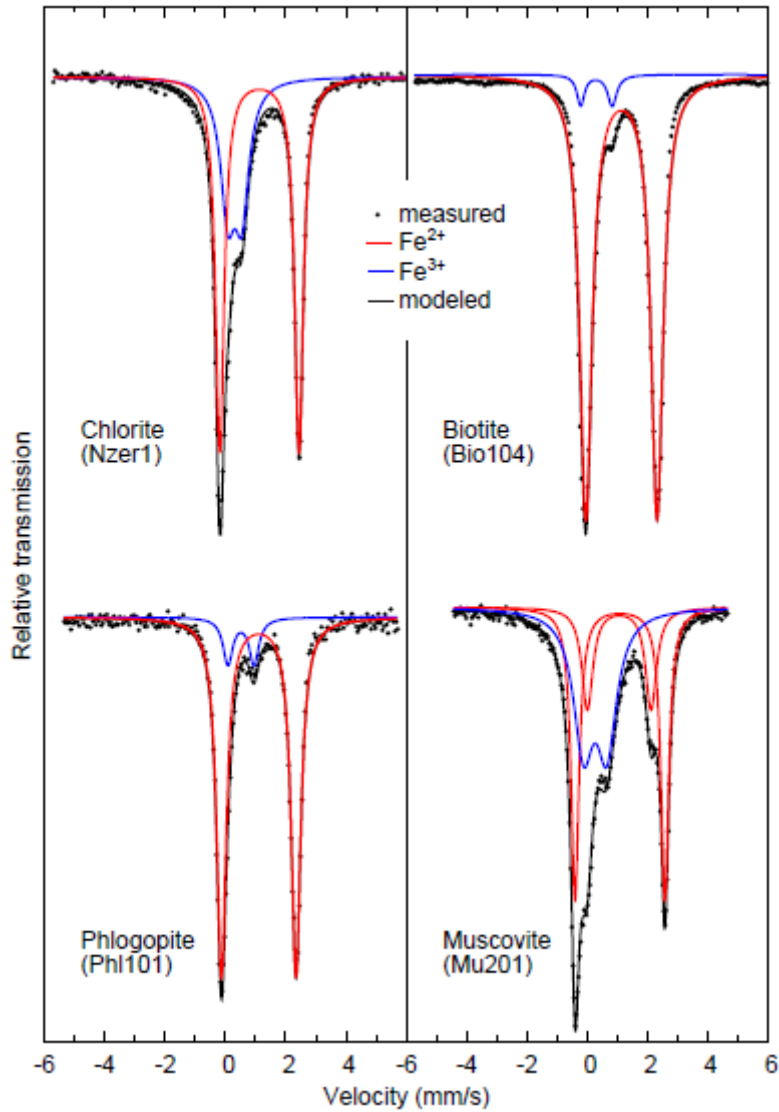 measured
Fe2+
Fe3+
modeled
Chlorite
(Nzer1)
Biotite
(Bio104)
Relative transmission
Phlogopite
(Phl101)
Muscovite
(Mu201)
-6 -4 -2 0 2 4 -6 -4 -2 0 2 4 6
Velocity (mm/s)